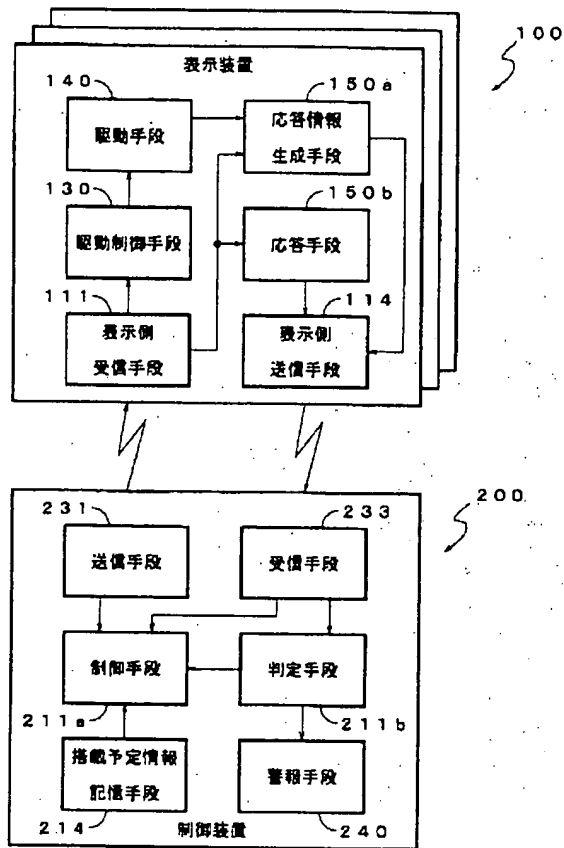 １００
表示装置
１４０
１５０ａ
駆動手段
応答情報
生成手段
１３０
１５０ｂ
駆動制御手段
応答手段
１１１
１１４
表示側
受信手段
表示側
送信手段
２００
２３１
２３３
送信手段
受信手段
制御手段
判定手段
２１１ａ
２１１ｂ
搭載予定情報
記憶手段
警報手段
２１４
制御装置
２４０